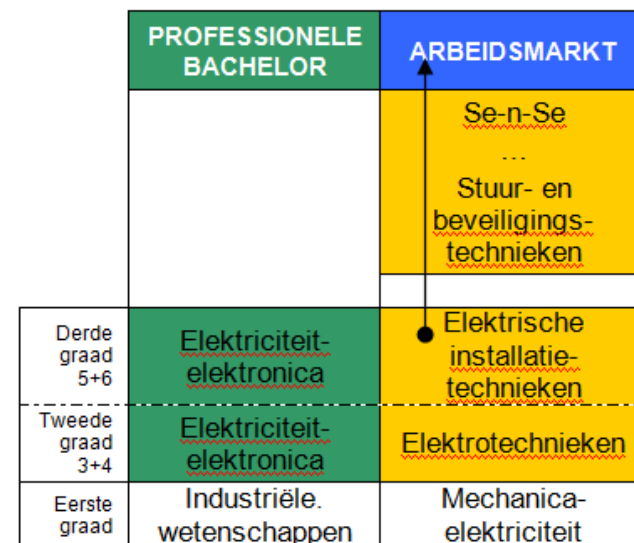 PROFESSIONELE
BACHELOR
ARBEIDSMARKT
Se-n-Se
...
Stuur- en
beveiligings-
technieken
Derde
graad
5+6
Elektriciteit-
elektronica
Elektrische
installatie-
technieken
Tweede
graad
3+4
Elektriciteit-
elektronica
Elektrotechnieken
Eerste
graad
Industriële.
wetenschappen
Mechanica-
elektriciteit